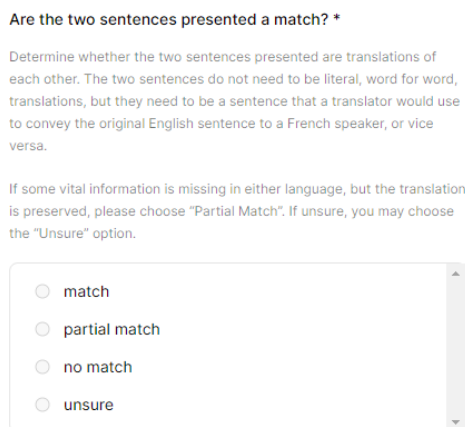 Are the two sentences presented a match? *
Determine whether the two sentences presented are translations of
each other. The two sentences do not need to be literal, word for word,
translations, but they need to be a sentence that a translator would use
to convey the original English sentence to a French speaker, or vice
versa.
If some vital information is missing in either language, but the translation
is preserved, please choose “Partial Match”. If unsure, you may choose
the “Unsure” option.
match
partial match
no match
unsure